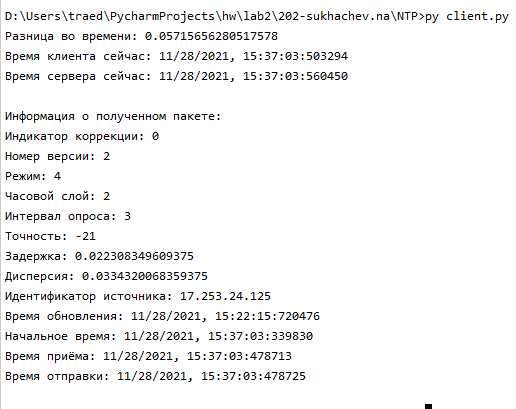 D:\Users\traed\PycharmProjects\hw\lab2\202-sukhachev.na\NTP>py client.py
Разница во времени: 0.05715656280517578
Время клиента сейчас: 11/28/2021, 15:37:03:503294
Время сервера сейчас: 11/28/2021, 15:37:03:560450
Информация о полученном пакете:
Индикатор коррекции: 0
Номер версии: 2
Режим: 4
Часовой слой: 2
Интервал опроса: 3
Точность: -21
Задержка: 0.022308349609375
Дисперсия: 0.0334320068359375
Идентификатор источника: 17.253.24.125
Время обновления: 11/28/2021, 15:22:15:720476
Начальное время: 11/28/2021, 15:37:03:339830
Время приёма: 11/28/2021, 15:37:03:478713
Время отправки: 11/28/2021, 15:37:03:478725